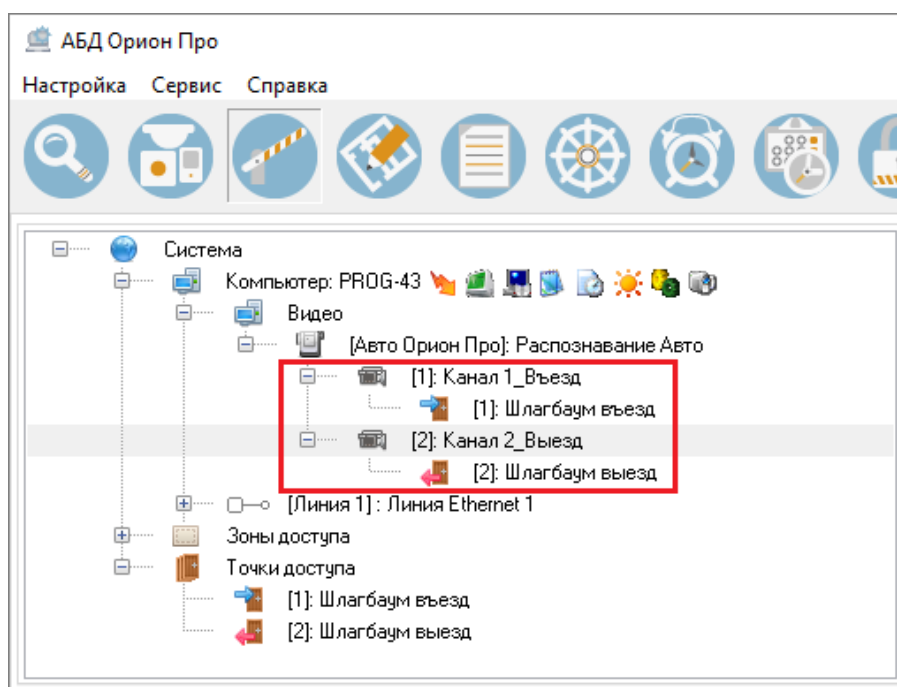 АБД Орион Про
Настройка Сервис Справка
Система
Компьютер: PROG-43
Видео
[Авто Орион Про]: Распознавание Авто
[1]: Канал 1_Въезд
[1]: Шлагбаум въезд
[2]: Канал 2_Выезд
[2]: Шлагбаум выезд
[Линия 1] : Линия Ethernet 1
Зоны доступа
Точки доступа
[1]: Шлагбаум въезд
[2]: Шлагбаум выезд